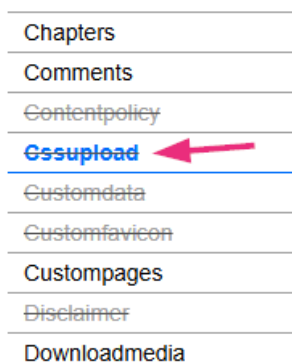 Chapters
Comments
Contentpolicy
Cssupload
Customdata
Customfavicon
Custompages
Disclaimer
Downloadmedia